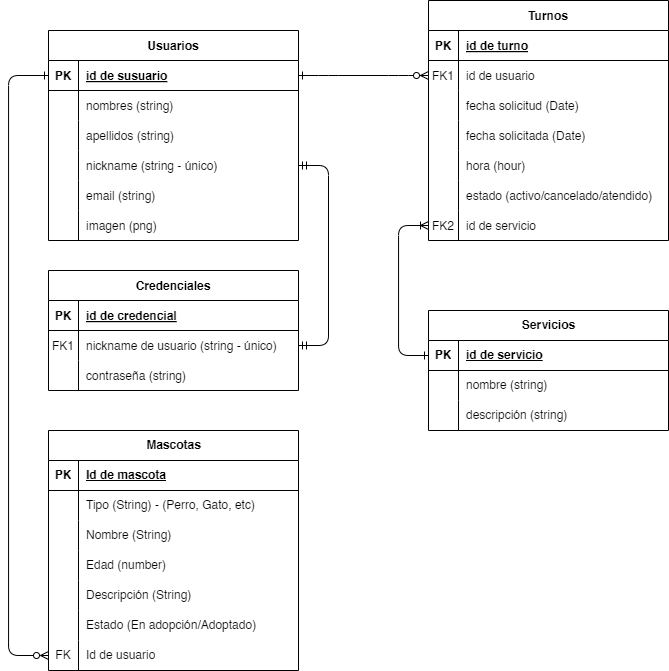 Usuarios
PK id de susuario
nombres (string)
apellidos (string)
nickname (string - único)
email (string)
imagen (png)
Credenciales
PK id de credencial
FK1 nickname de usuario (string - único)
contraseña (string)
Mascotas
PK Id de mascota
Tipo (String) - (Perro, Gato, etc)
Nombre (String)
Edad (number)
Descripción (String)
Estado (En adopción/Adoptado)
FK Id de usuario
Turnos
PK id de turno
FK1 id de usuario
fecha solicitud (Date)
fecha solicitada (Date)
hora (hour)
estado (activo/cancelado/atendido)
FK2 id de servicio
Servicios
PK id de servicio
nombre (string)
descripción (string)